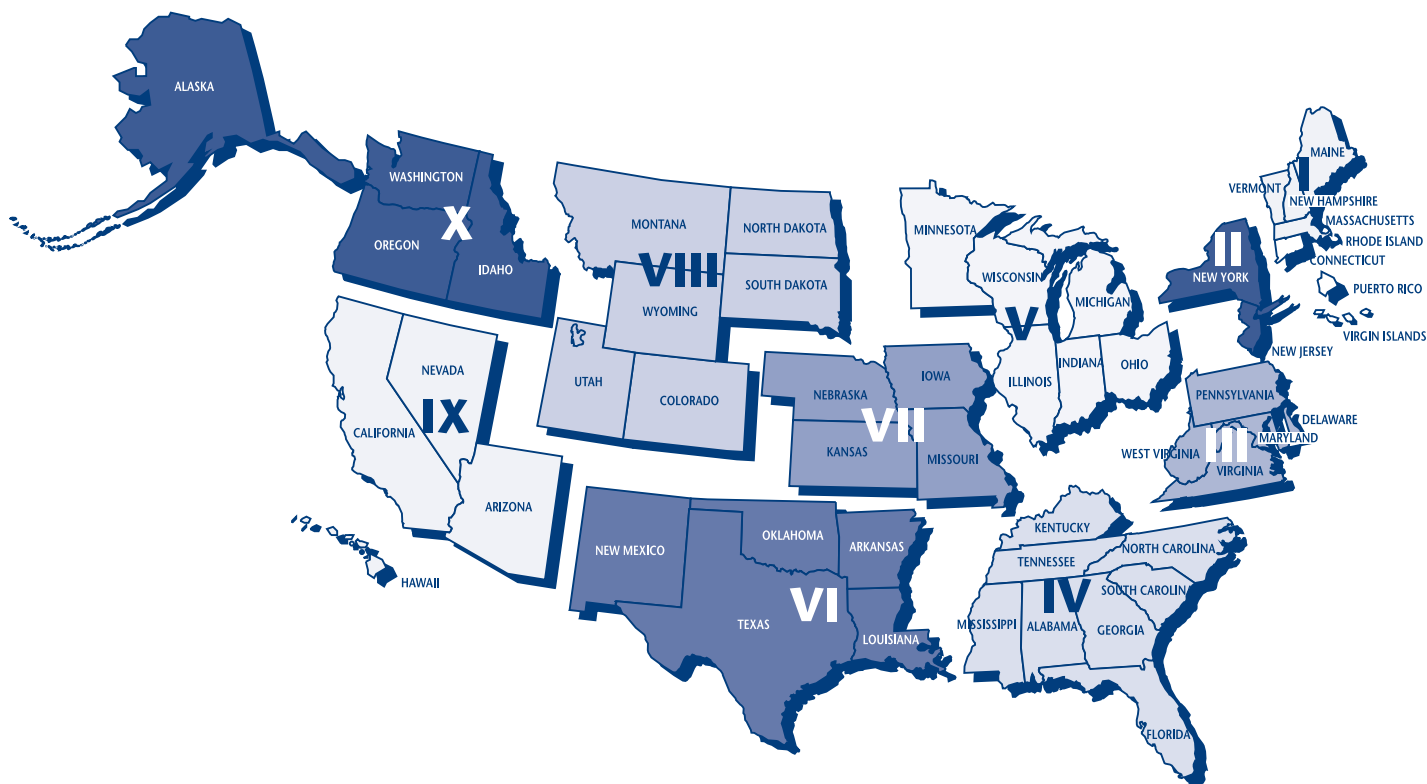 ALASKA
WASHINGTON
X
OREGON
IDAHO
MONTANA
NORTH DAKOTA
VIII
SOUTH DAKOTA
WYOMING
UTAH
COLORADO
NEVADA
IX
CALIFORNIA
ARIZONA
HAWAII
MINNESOTA
WISCONSIN
MICHIGAN
V
ILLINOIS
INDIANA
OHIO
IOWA
NEBRASKA
VII
KANSAS
MISSOURI
MAINE
I
VERMONT
NEW HAMPSHIRE
MASSACHUSETTS
RHODE ISLAND
CONNECTICUT
II
NEW YORK
PUERTO RICO
VIRGIN ISLANDS
NEW JERSEY
PENNSYLVANIA
DELAWARE
MARYLAND
III
WEST VIRGINIA
VIRGINIA
OKLAHOMA
ARKANSAS
NEW MEXICO
VI
TEXAS
LOUISIANA
KENTUCKY
NORTH CAROLINA
TENNESSEE
SOUTH CAROLINA
IV
MISSISSIPPI
ALABAMA
GEORGIA
FLORIDA